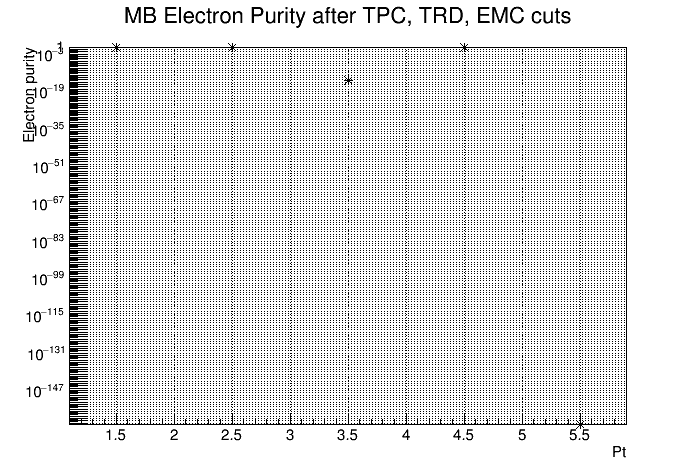 MB Electron Purity after TPC, TRD, EMC cuts
Electron purity
1
10⁻³
10⁻¹⁹
10⁻³⁵
10⁻⁵¹
10⁻⁶⁷
10⁻⁸³
10⁻⁹⁹
10⁻¹¹⁵
10⁻¹³¹
10⁻¹⁴⁷
1.5 2 2.5 3 3.5 4 4.5 5 5.5
Pt